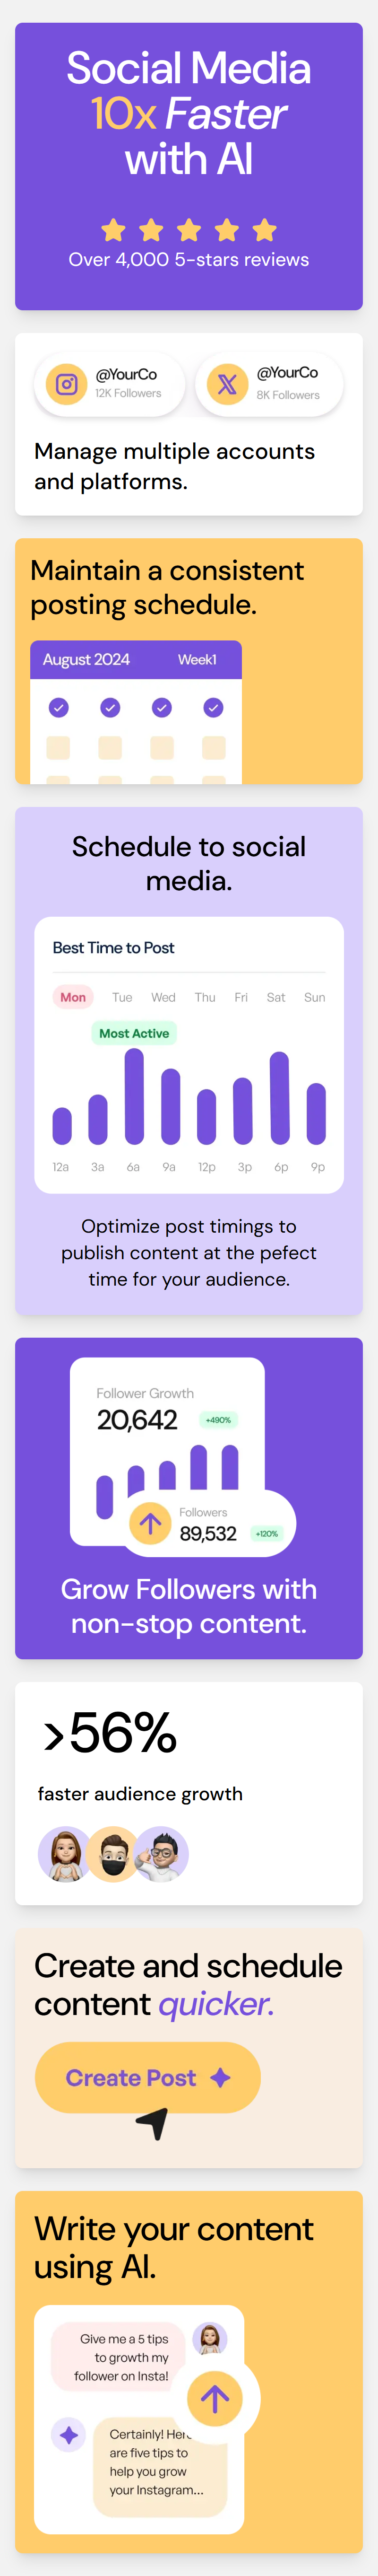 Social Media
10x Faster
with AI
Over 4,000 5-stars reviews
@YourCo
12K Followers
@YourCo
8K Followers
Manage multiple accounts
and platforms.
Maintain a consistent
posting schedule.
August 2024 Week1
Schedule to social
media.
Best Time to Post
Mon Tue Wed Thu Fri Sat Sun
Most Active
12a 3a 6a 9a 12p 3p 6p 9p
Optimize post timings to
publish content at the pefect
time for your audience.
Follower Growth
20,642 +490%
Followers
89,532 +120%
Grow Followers with
non-stop content.
>56%
faster audience growth
Create and schedule
content quicker.
Create Post
Write your content
using AI.
Give me a 5 tips
to growth my
follower on Insta!
Certainly! Here
are five tips to
help you grow
your Instagram...